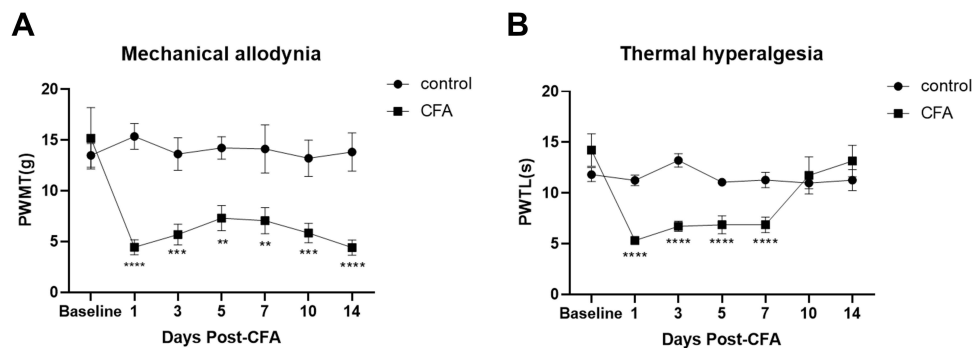 A
Mechanical allodynia
control
CFA
PWMT(g)
20
15
10
5
0
****
***
**
**
***
****
Baseline 1 3 5 7 10 14
Days Post-CFA
B
Thermal hyperalgesia
control
CFA
PWTL(s)
20
15
10
5
0
****
****
****
****
Baseline 1 3 5 7 10 14
Days Post-CFA